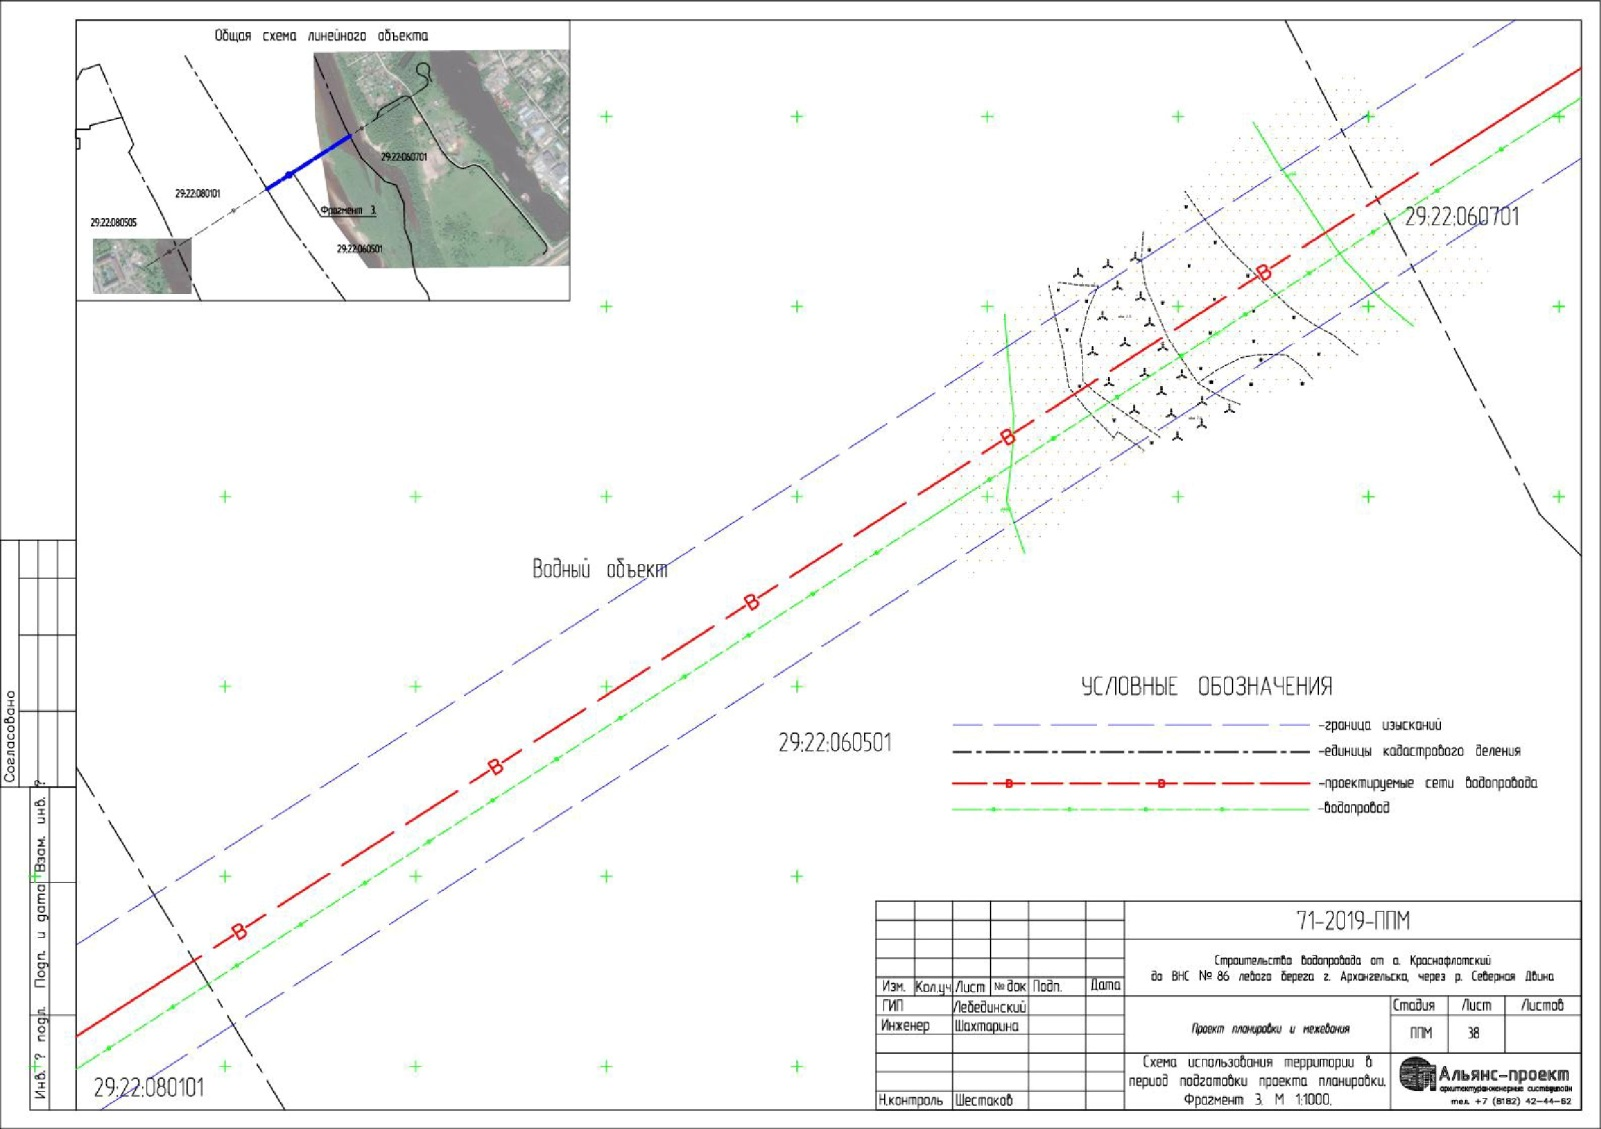 Общая схема линейного объекта
29:22:060701
29:22:080101
Фрагмент 3.
29:22:080505
29:22:060501
29:22:060701
В
В
Водный объект
В
29:22:060501
В
В
29:22:080101
УСЛОВНЫЕ ОБОЗНАЧЕНИЯ
-граница изысканий
-единицы кадастрового деления
В В -проектируемые сети водопровода
-водопровод
Согласовано
Взам. инв. ?
Подп. и дата
Инв. ? подл.
71-2019-ППМ
Строительство водопровода от о. Краснофлотский
до ВНС № 86 левого берега г. Архангельска, через р. Северная Двина
Изм. Кол.уч Лист № док Подп. Дата
ГИП Лебединский
Инженер Шахтарина
Н.контроль Шестаков
Проект планировки и межевания
Стадия Лист Листов
ППМ 38
Схема использования территории в
период подготовки проекта планировки.
Фрагмент 3. М 1:1000.
Альянс-проект
тел. +7 (8182) 42-44-62